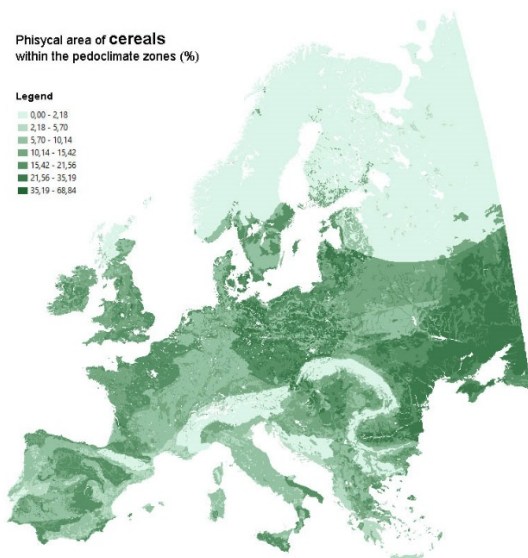 Phisycal area of cereals
within the pedoclimate zones (%)
Legend
0,00 - 2,18
2,18 - 5,70
5,70 - 10,14
10,14 - 15,42
15,42 - 21,56
21,56 - 35,19
35,19 - 68,84